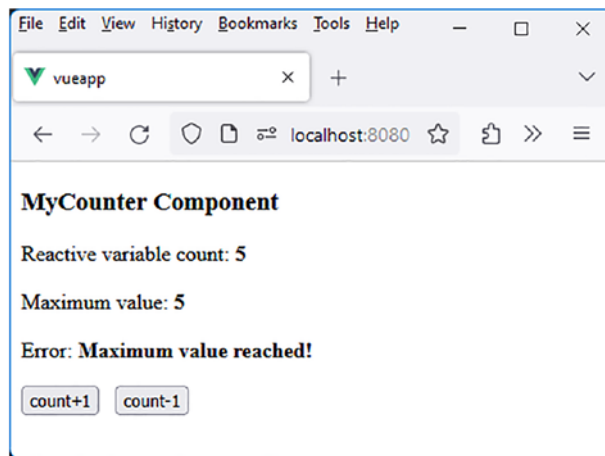 File Edit View History Bookmarks Tools Help
vueapp
localhost:8080
MyCounter Component
Reactive variable count: 5
Maximum value: 5
Error: Maximum value reached!
count+1 count-1